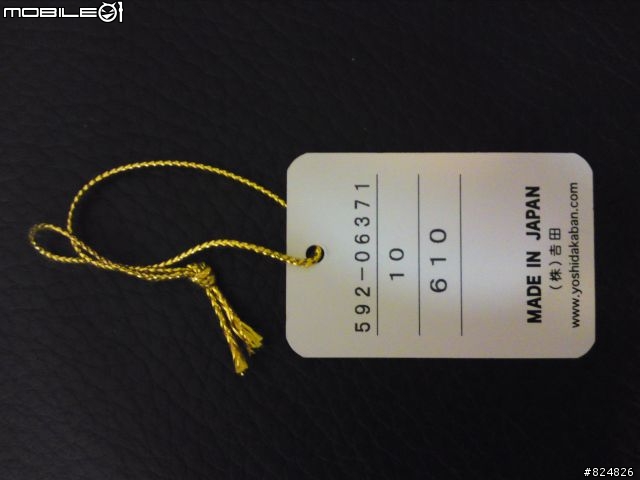 MOBILE01
592-06371
10
610
MADE IN JAPAN
(株)吉田
www.yoshidakaban.com
#824826